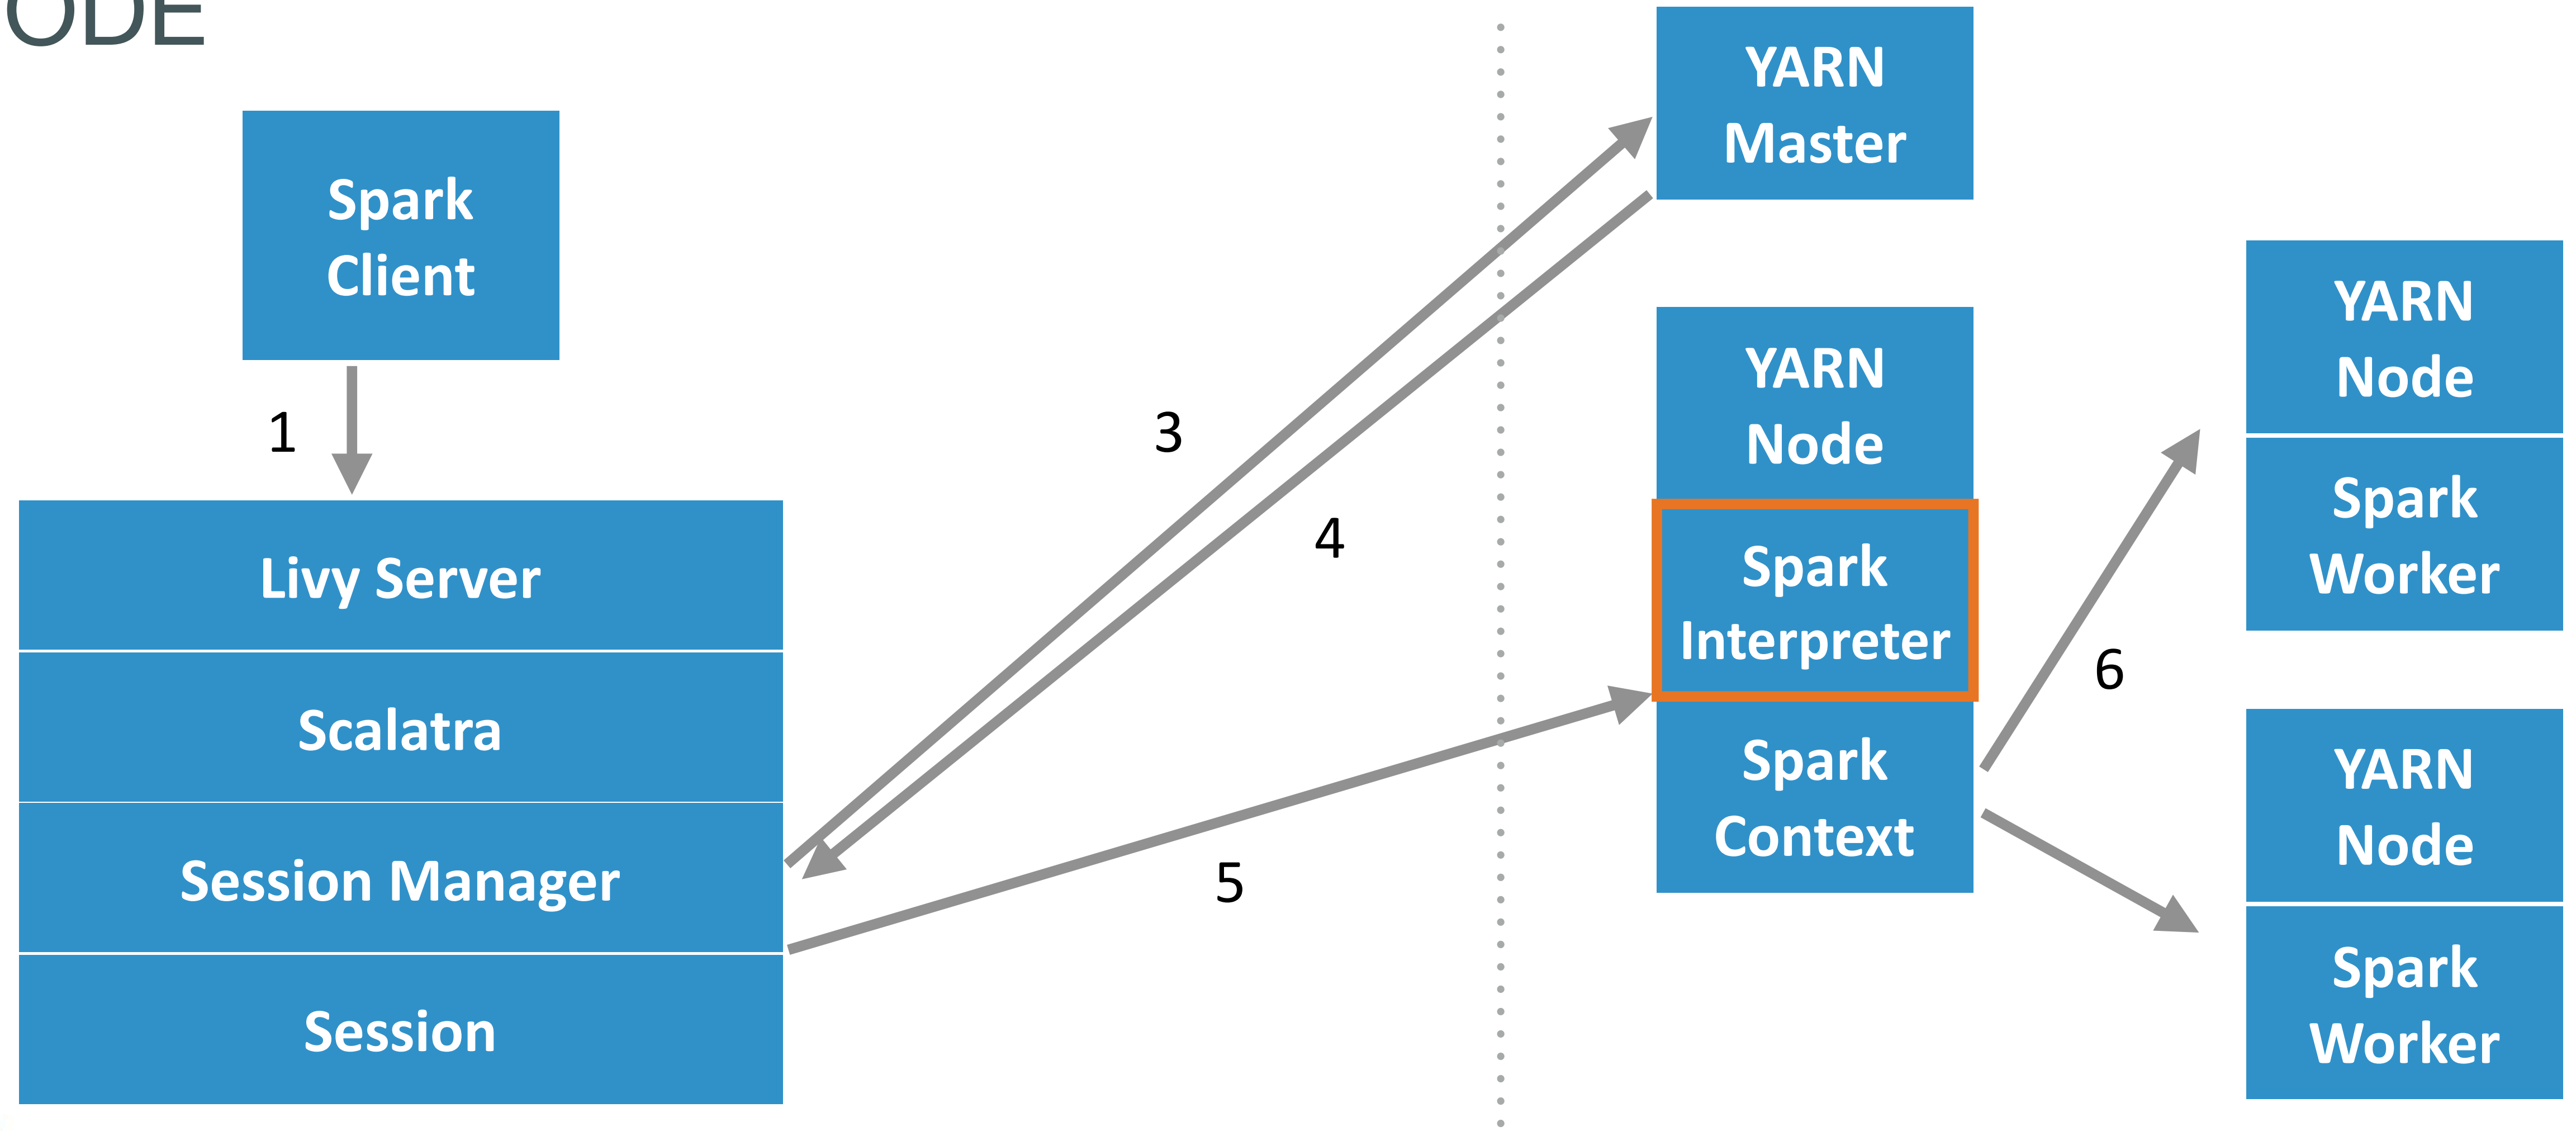 ODE
Spark
Client
1
Livy Server
Scalatra
Session Manager
Session
3
4
5
YARN
Master
YARN
Node
Spark
Interpreter
Spark
Context
6
YARN
Node
Spark
Worker
YARN
Node
Spark
Worker